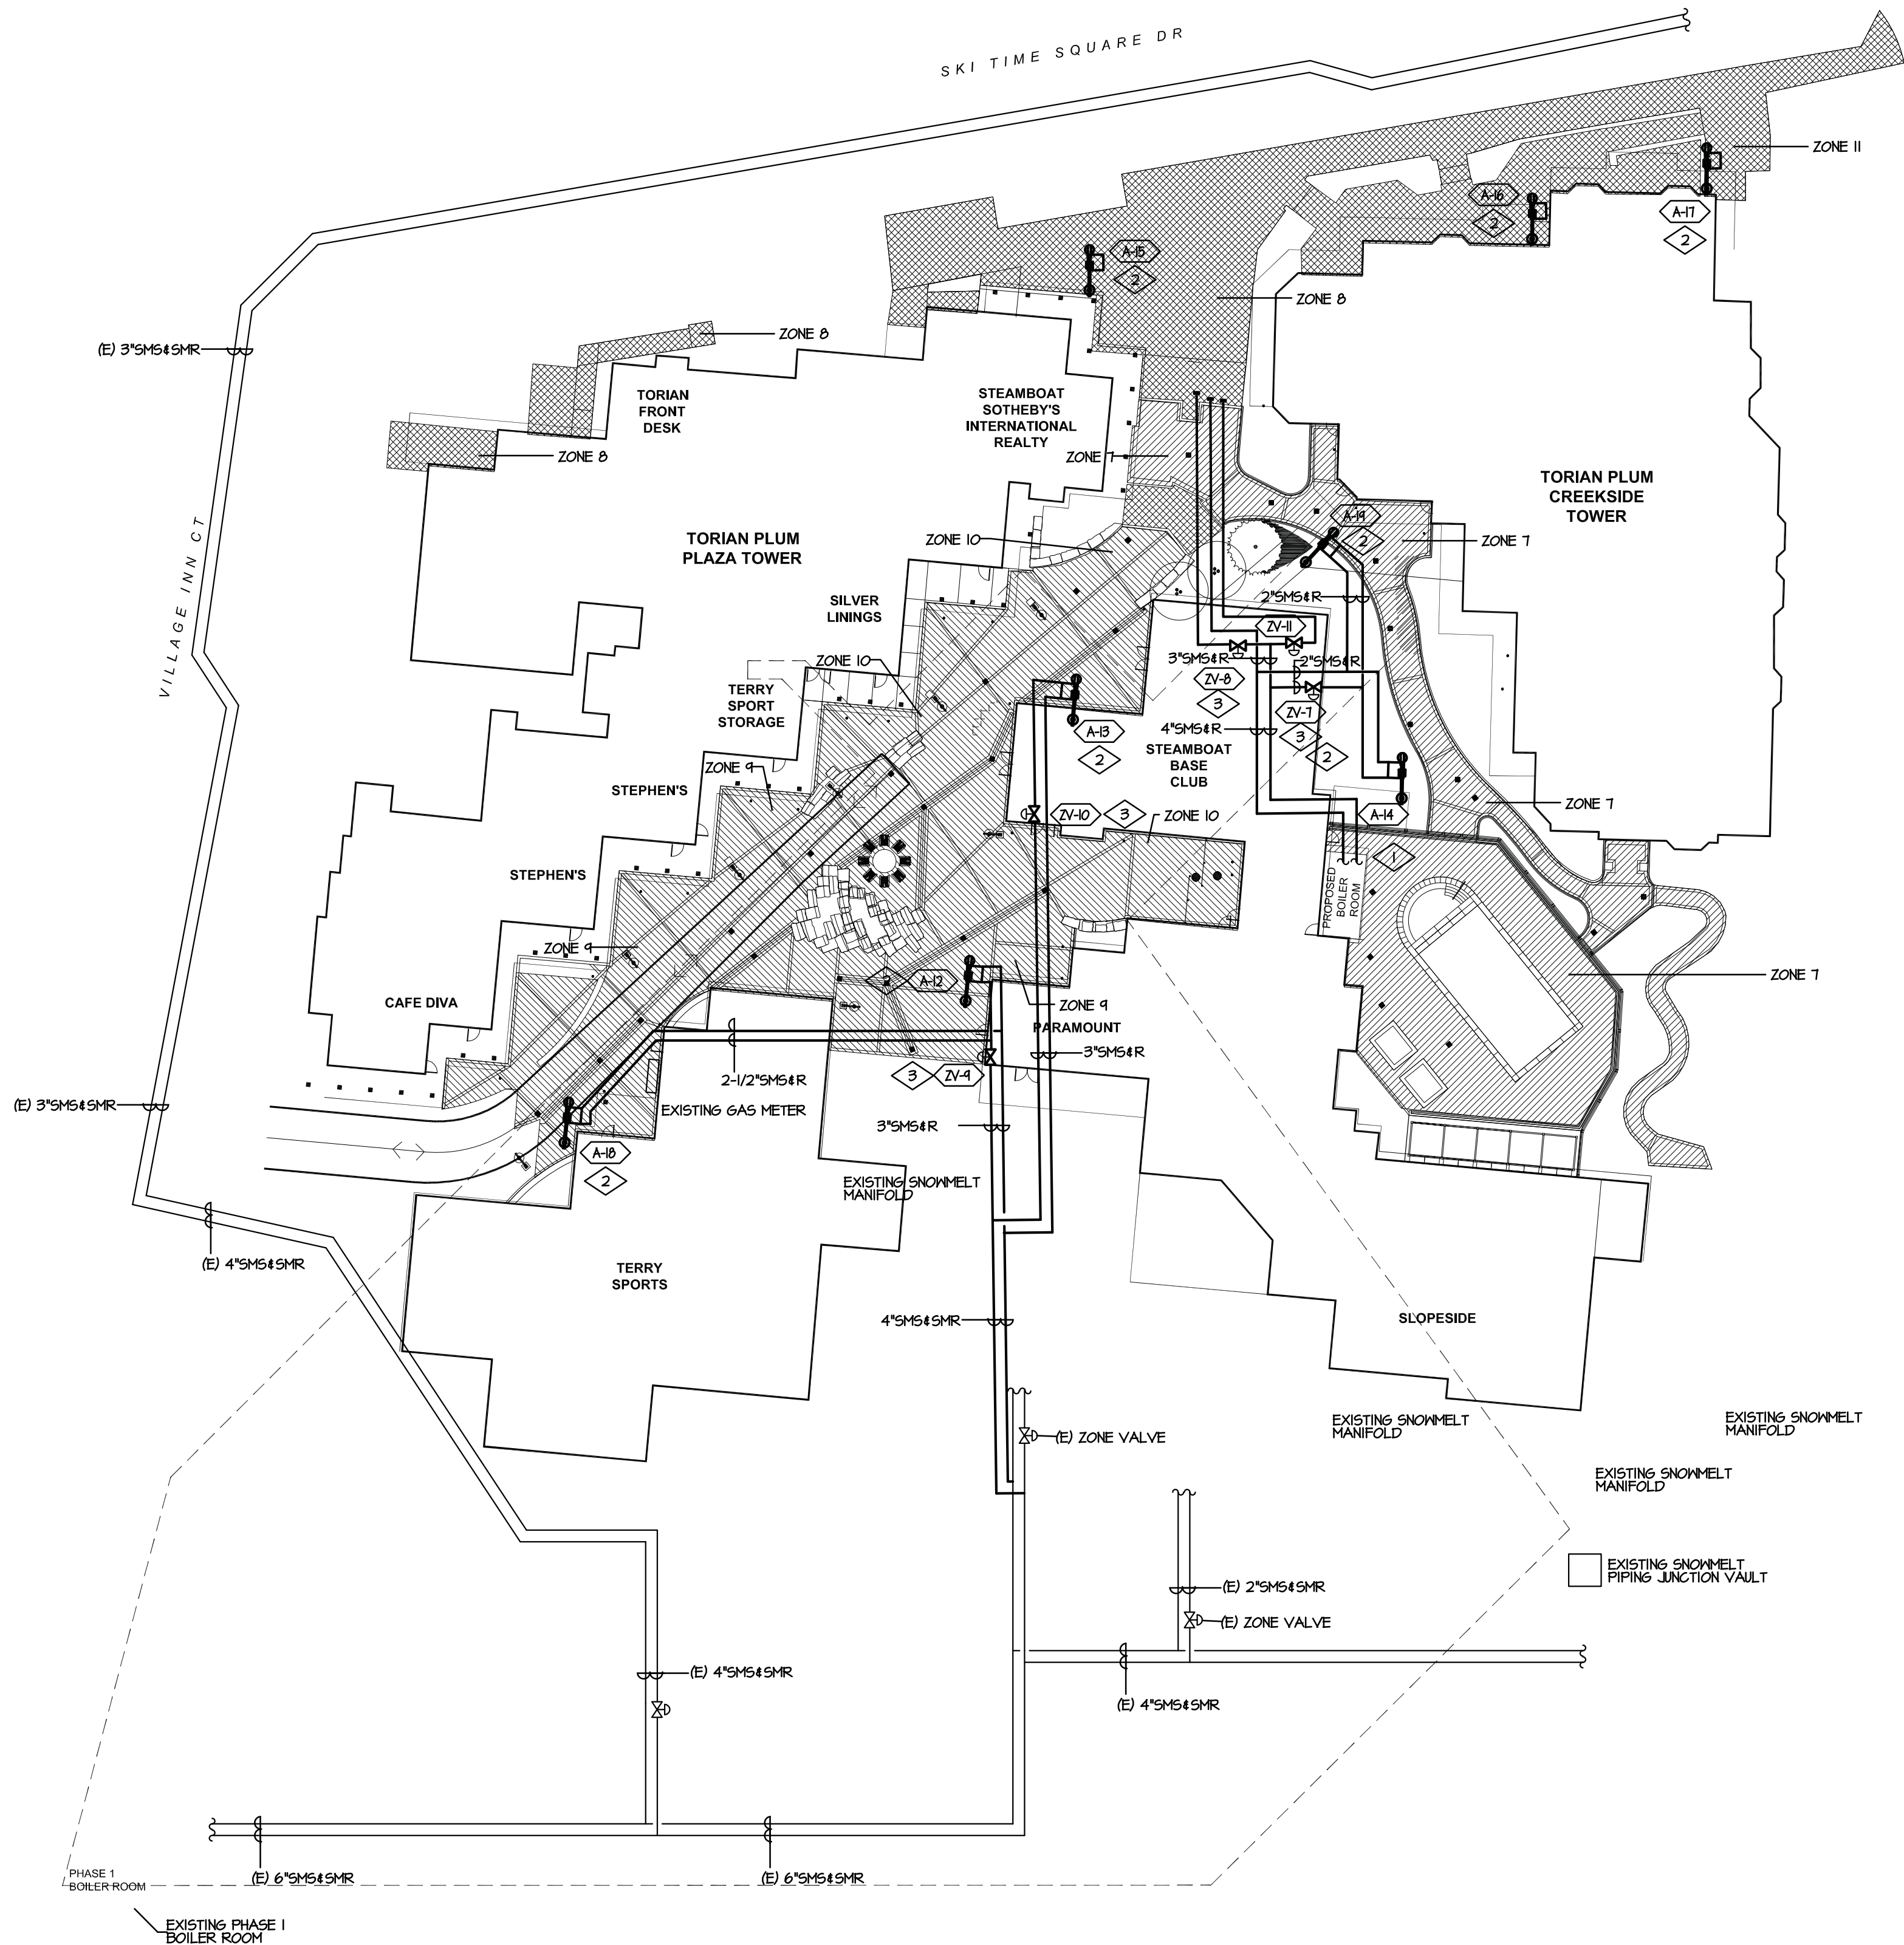 SKI TIME SQUARE DR
ZONE 11
A-16
2
A-17
2
A-15
2
ZONE 8
ZONE 8
(E) 3"SMS&SMR
TORIAN
FRONT
DESK
STEAMBOAT
SOTHEBY'S
INTERNATIONAL
REALTY
ZONE 8
ZONE 7
TORIAN PLUM
CREEKSIDE
TOWER
VILLAGE INN CT
TORIAN PLUM
PLAZA TOWER
ZONE 10
A-19
2
ZONE 7
SILVER
LININGS
2"SMS&R
ZV-11
ZONE 10
3"SMS&R
2"SMS&R
TERRY
SPORT
STORAGE
ZV-8
3
ZV-7
3
2
A-13
2
4"SMS&R
STEAMBOAT
BASE
CLUB
STEPHEN'S
ZONE 9
ZONE 7
ZV-10
3
ZONE 10
A-14
1
STEPHEN'S
PROPOSED
BOILER
ROOM
ZONE 9
ZONE 7
CAFE DIVA
2
A-12
ZONE 9
PARAMOUNT
3"SMS&R
2-1/2"SMS&R
3
ZV-9
(E) 3"SMS&SMR
EXISTING GAS METER
3"SMS&R
A-18
2
EXISTING SNOWMELT
MANIFOLD
(E) 4"SMS&SMR
TERRY
SPORTS
4"SMS&SMR
SLOPESIDE
EXISTING SNOWMELT
MANIFOLD
EXISTING SNOWMELT
MANIFOLD
(E) ZONE VALVE
EXISTING SNOWMELT
MANIFOLD
EXISTING SNOWMELT
PIPING JUNCTION VAULT
(E) 2"SMS&SMR
(E) ZONE VALVE
(E) 4"SMS&SMR
(E) 4"SMS&SMR
PHASE 1
BOILER ROOM
(E) 6"SMS&SMR
(E) 6"SMS&SMR
EXISTING PHASE 1
BOILER ROOM